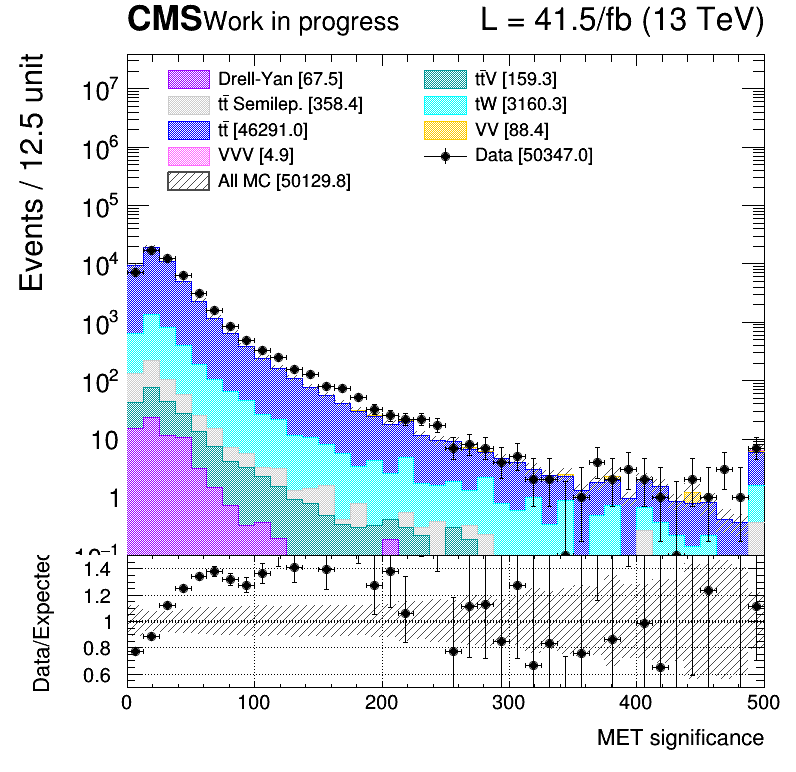 CMS Work in progress L = 41.5/fb (13 TeV)
Drell-Yan [67.5] tt̄V [159.3]
tt̄ Semilep. [358.4] tW [3160.3]
tt̄ [46291.0] VV [88.4]
VVV [4.9] Data [50347.0]
All MC [50129.8]
Events / 12.5 unit
10⁷
10⁶
10⁵
10⁴
10³
10²
10
1
10⁻¹
Data/Expected
1.4
1.2
1
0.8
0.6
0 100 200 300 400 500
MET significance